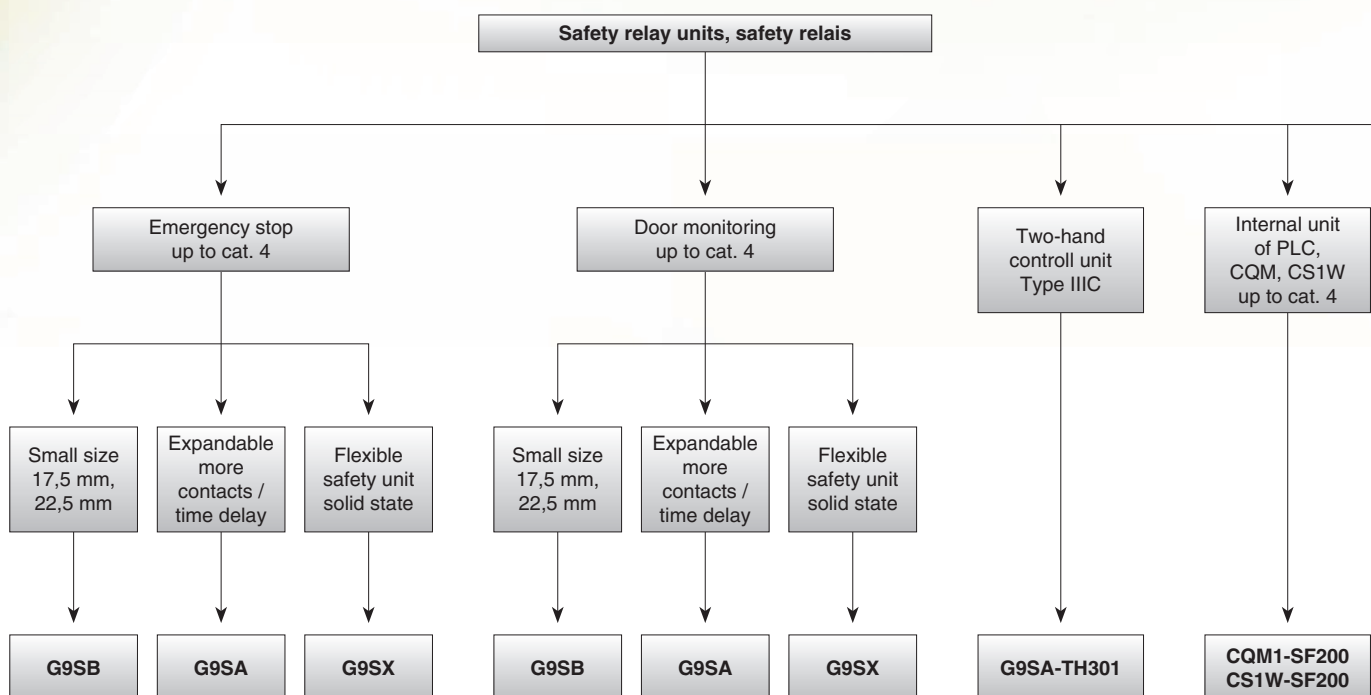 Safety relay units, safety relais
Emergency stop
up to cat. 4
Door monitoring
up to cat. 4
Two-hand
controll unit
Type IIIC
Internal unit
of PLC,
CQM, CS1W
up to cat. 4
Small size
17,5 mm,
22,5 mm
Expandable
more
contacts /
time delay
Flexible
safety unit
solid state
Small size
17,5 mm,
22,5 mm
Expandable
more
contacts /
time delay
Flexible
safety unit
solid state
G9SB
G9SA
G9SX
G9SB
G9SA
G9SX
G9SA-TH301
CQM1-SF200
CS1W-SF200